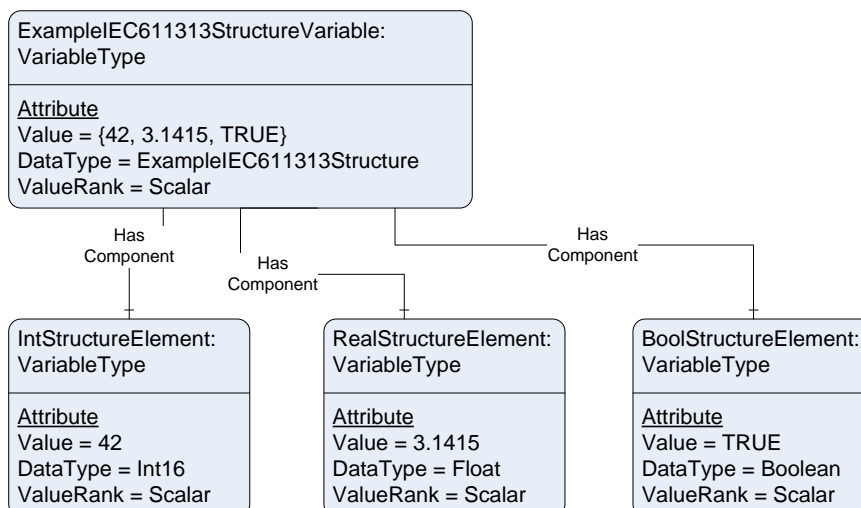 ExampleIEC611313StructureVariable:
VariableType
Attribute
Value = {42, 3.1415, TRUE}
DataType = ExampleIEC611313Structure
ValueRank = Scalar
Has
Component
Has
Component
Has
Component
IntStructureElement:
VariableType
Attribute
Value = 42
DataType = Int16
ValueRank = Scalar
RealStructureElement:
VariableType
Attribute
Value = 3.1415
DataType = Float
ValueRank = Scalar
BoolStructureElement:
VariableType
Attribute
Value = TRUE
DataType = Boolean
ValueRank = Scalar